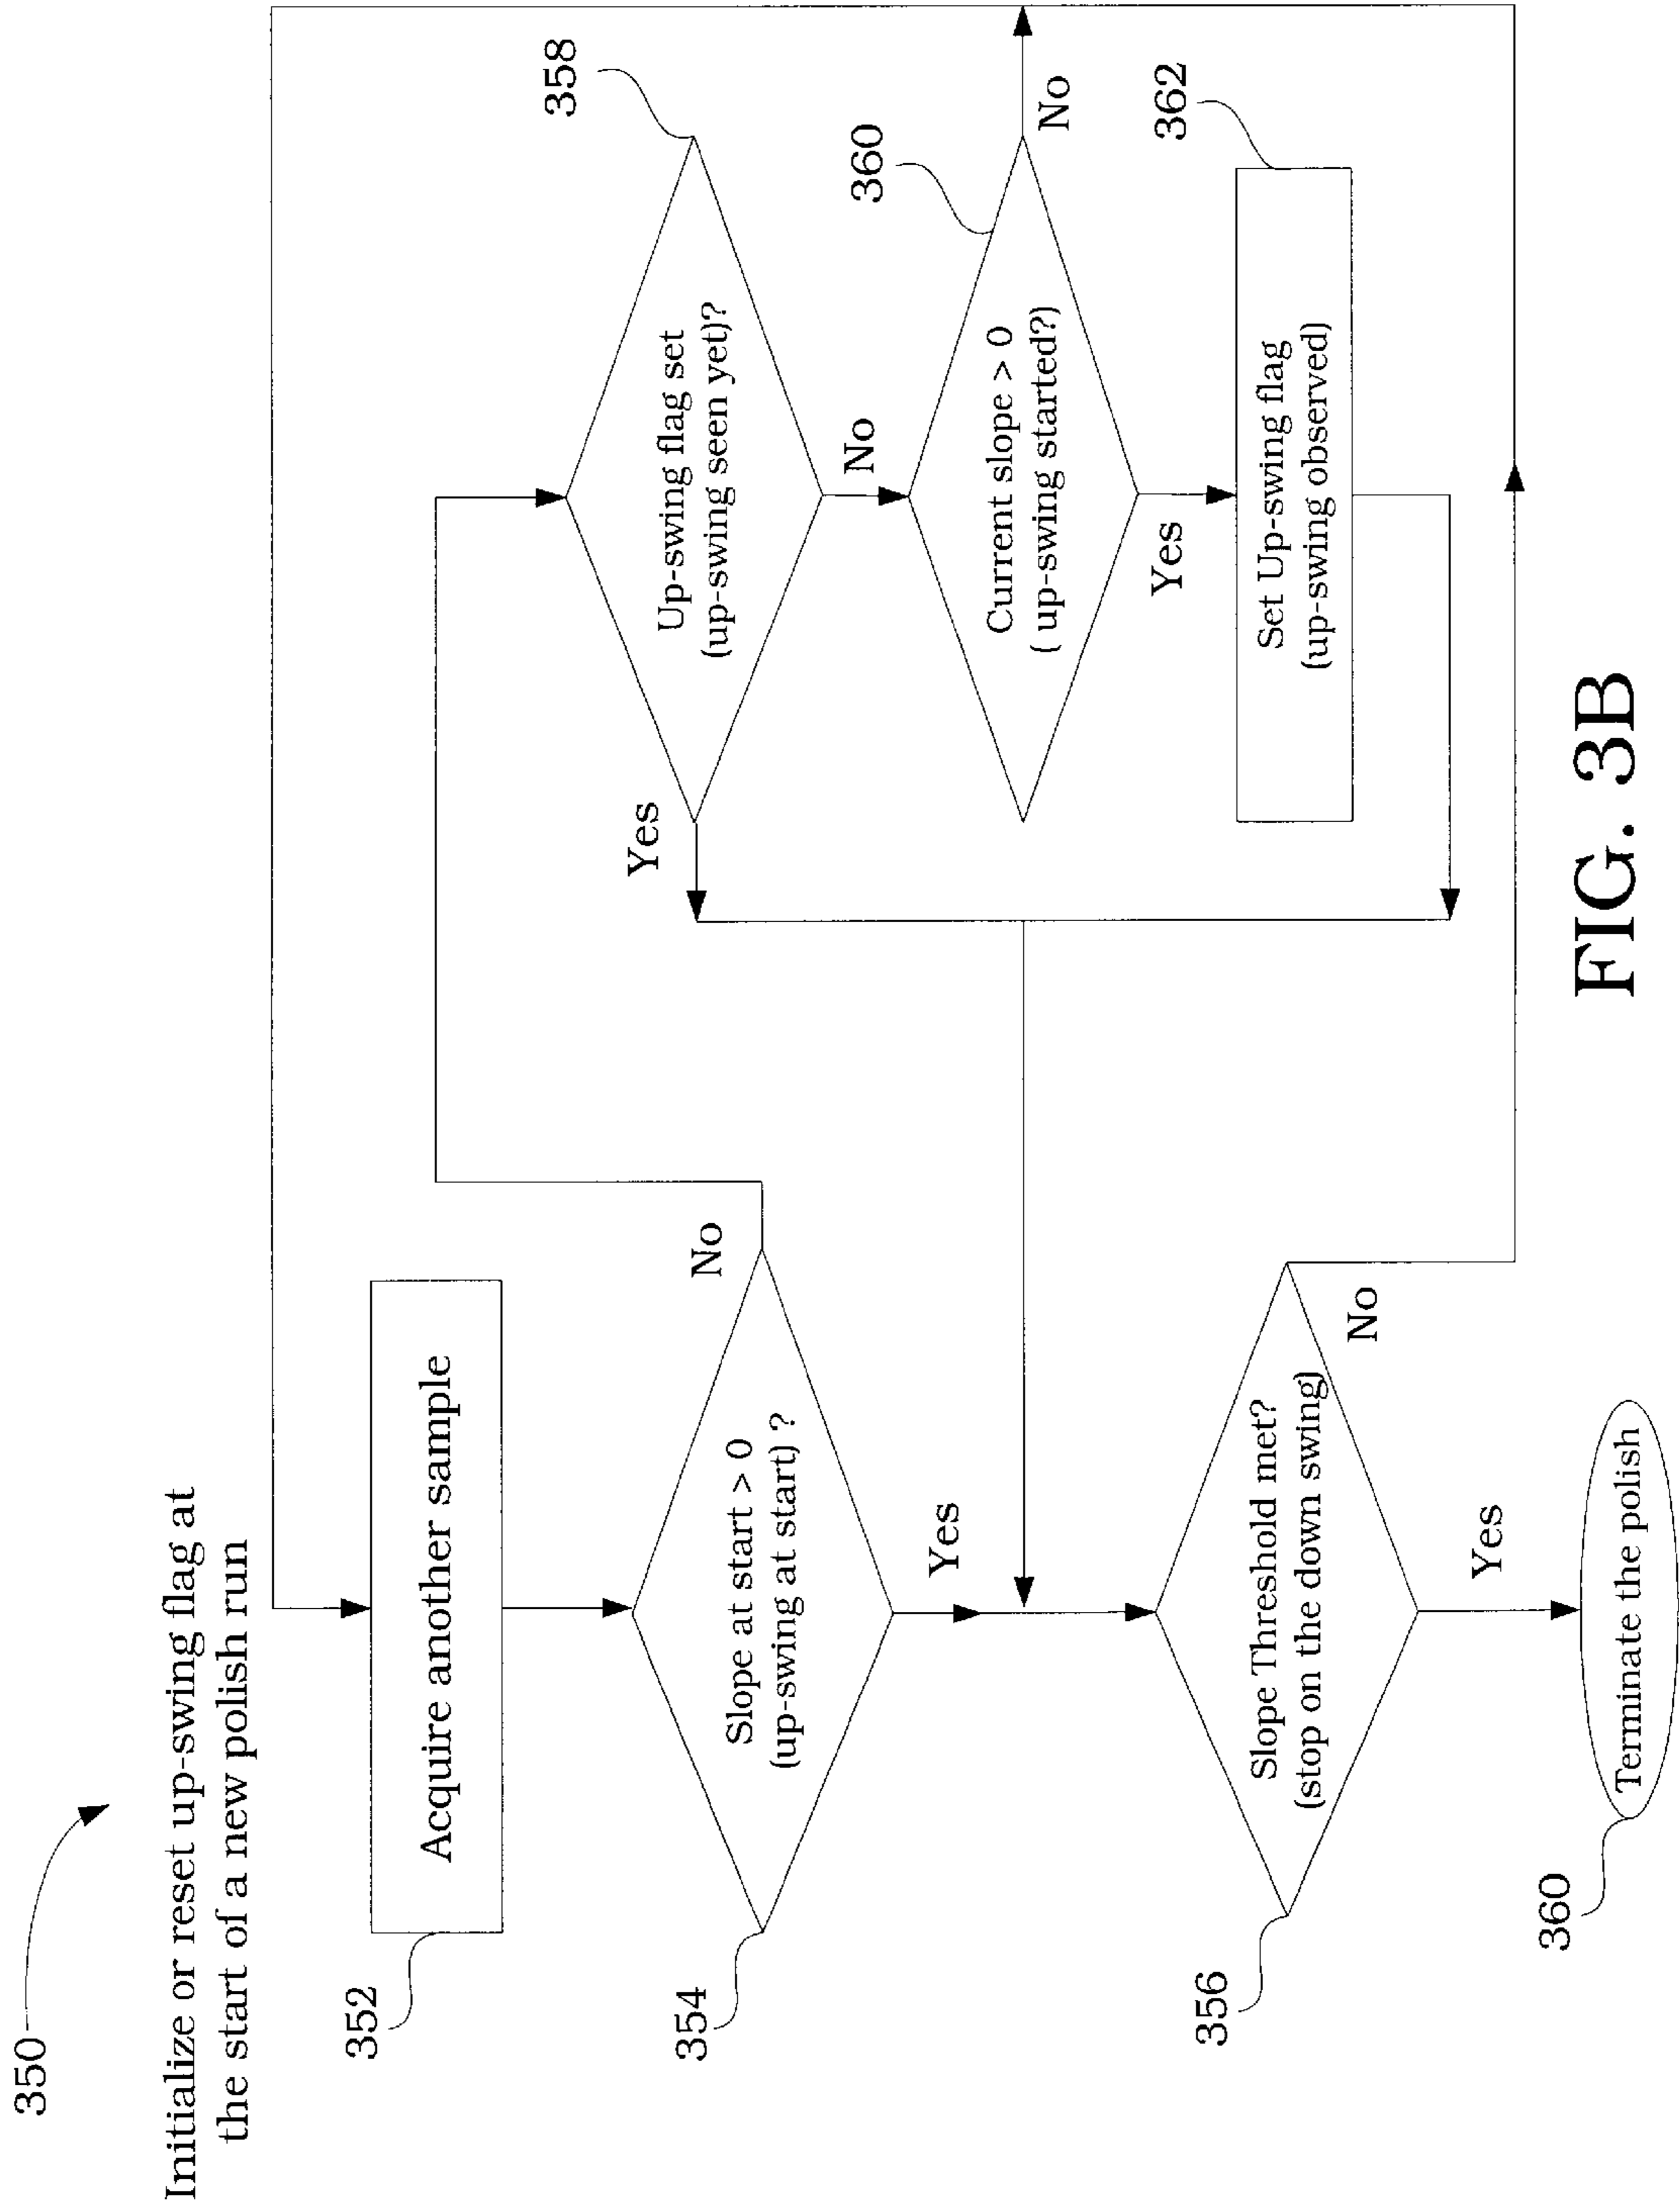 350
Initialize or reset up-swing flag at
the start of a new polish run
352
Acquire another sample
354
Slope at start > 0
(up-swing at start) ?
No
Yes
358
Up-swing flag set
(up-swing seen yet)?
Yes
No
360
Current slope > 0
( up-swing started?)
No
Yes
362
Set Up-swing flag
(up-swing observed)
356
Slope Threshold met?
(stop on the down swing)
No
Yes
360
Terminate the polish
FIG. 3B